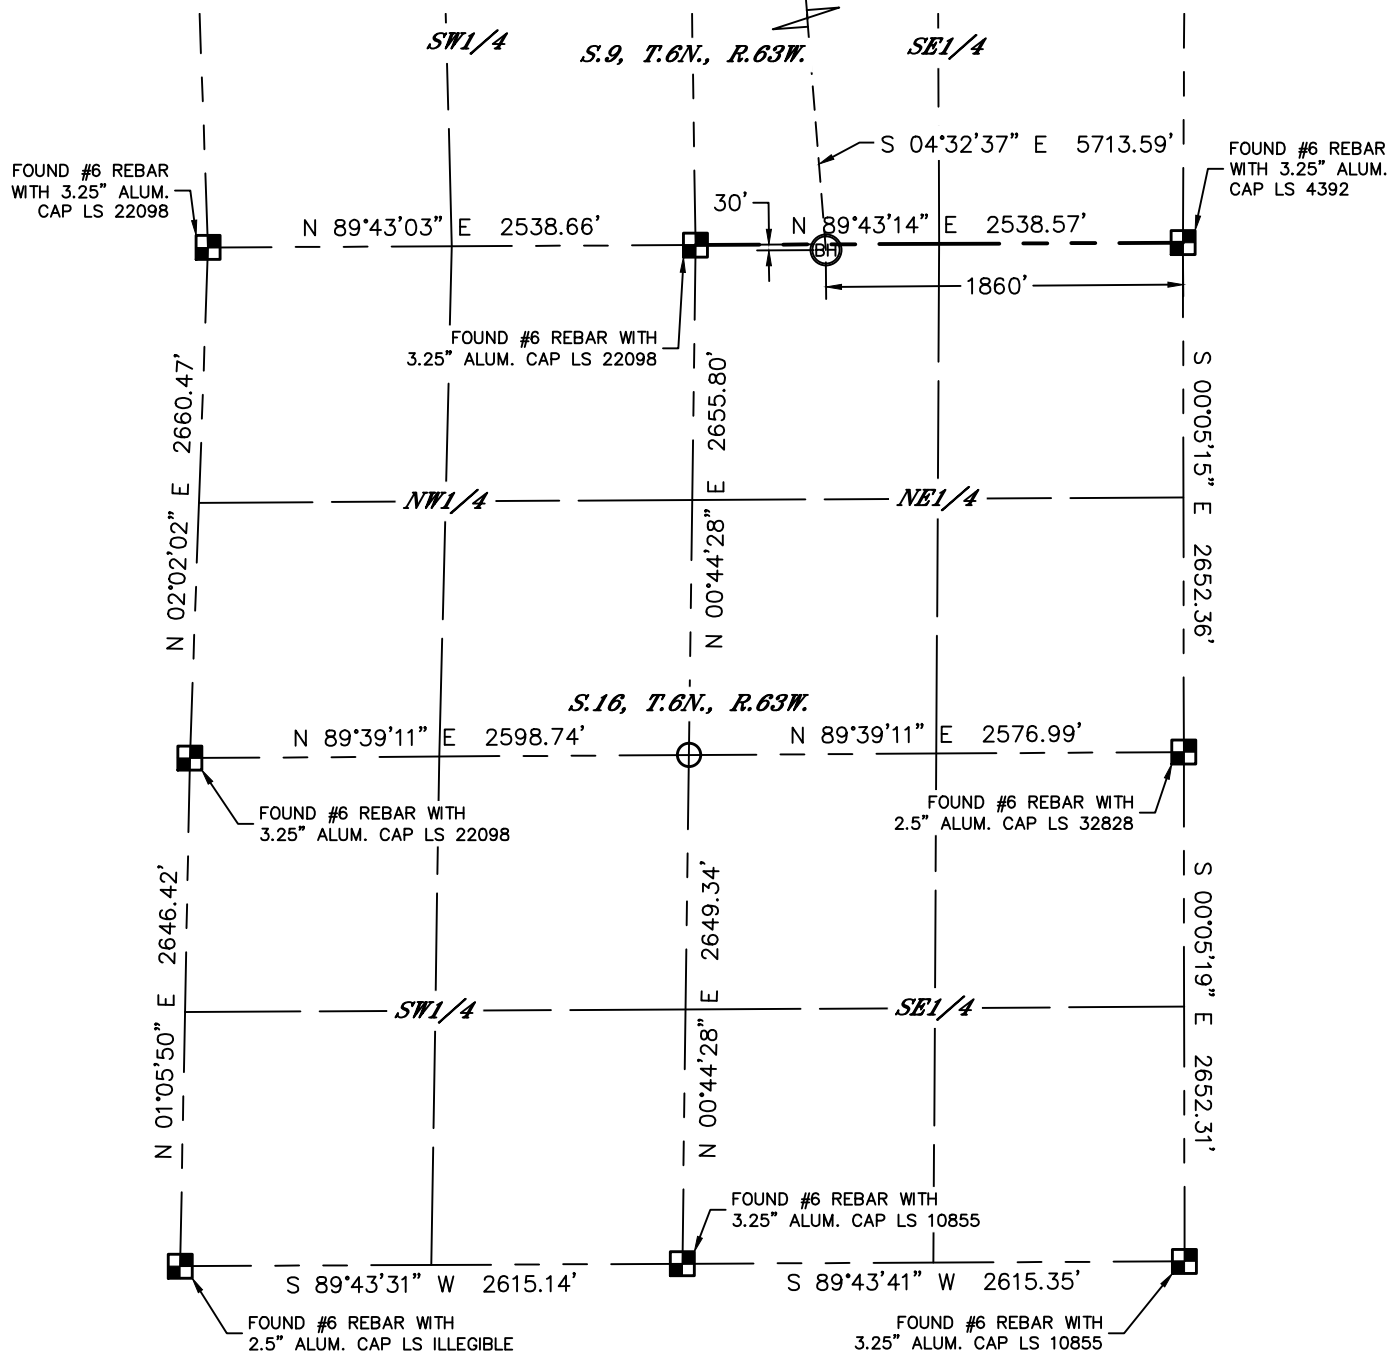 SW1/4
S.9, T.6N., R.63W.
SE1/4
S 04°32'37" E 5713.59'
FOUND #6 REBAR
WITH 3.25" ALUM.
CAP LS 22098
FOUND #6 REBAR
WITH 3.25" ALUM.
CAP LS 4392
30'
N 89°43'03" E 2538.66'
N 89°43'14" E 2538.57'
BH
1860'
FOUND #6 REBAR WITH
3.25" ALUM. CAP LS 22098
N 02°02'02" E 2660.47'
N 00°44'28" E 2655.80'
S 00°05'15" E 2652.36'
NW1/4
NE1/4
S.16, T.6N., R.63W.
N 89°39'11" E 2598.74'
N 89°39'11" E 2576.99'
FOUND #6 REBAR WITH
3.25" ALUM. CAP LS 22098
FOUND #6 REBAR WITH
2.5" ALUM. CAP LS 32828
N 01°05'50" E 2646.42'
N 00°44'28" E 2649.34'
S 00°05'19" E 2652.31'
SW1/4
SE1/4
FOUND #6 REBAR WITH
3.25" ALUM. CAP LS 10855
S 89°43'31" W 2615.14'
S 89°43'41" W 2615.35'
FOUND #6 REBAR WITH
2.5" ALUM. CAP LS ILLEGIBLE
FOUND #6 REBAR WITH
3.25" ALUM. CAP LS 10855